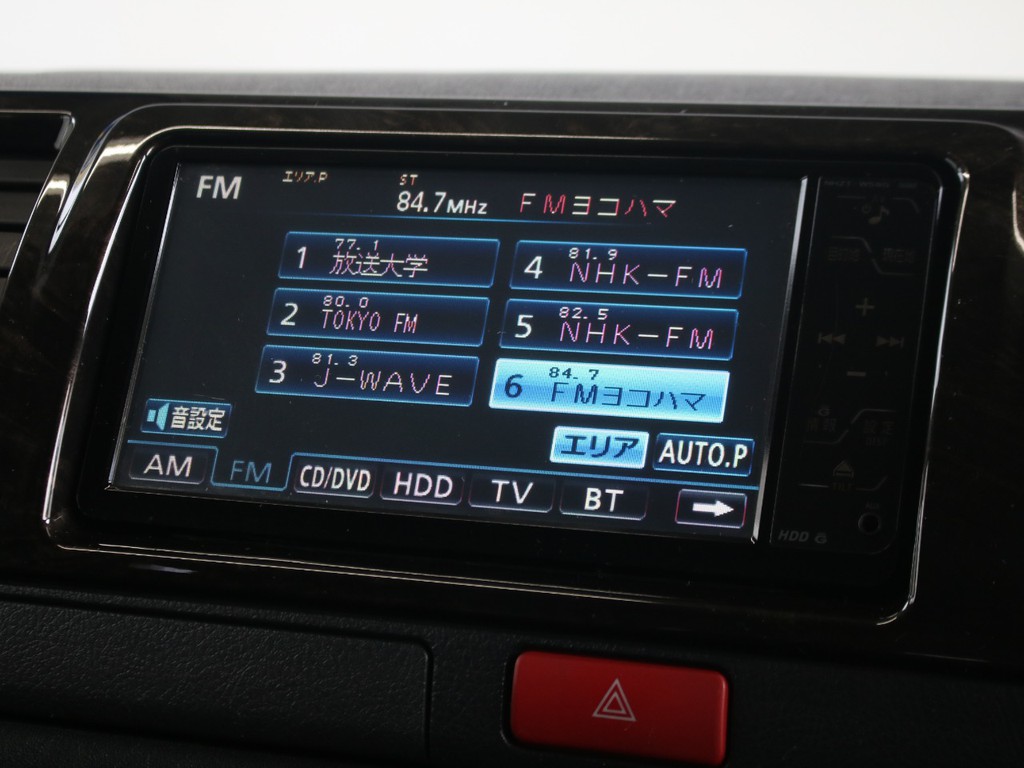 FM エリア.P ST 84.7MHz FMヨコハマ
1 77.1 放送大学
4 81.9 NHK-FM
2 80.0 TOKYO FM
5 82.5 NHK-FM
3 81.3 J-WAVE
6 84.7 FMヨコハマ
音設定
エリア AUTO.P
AM FM CD/DVD HDD TV BT
HDD